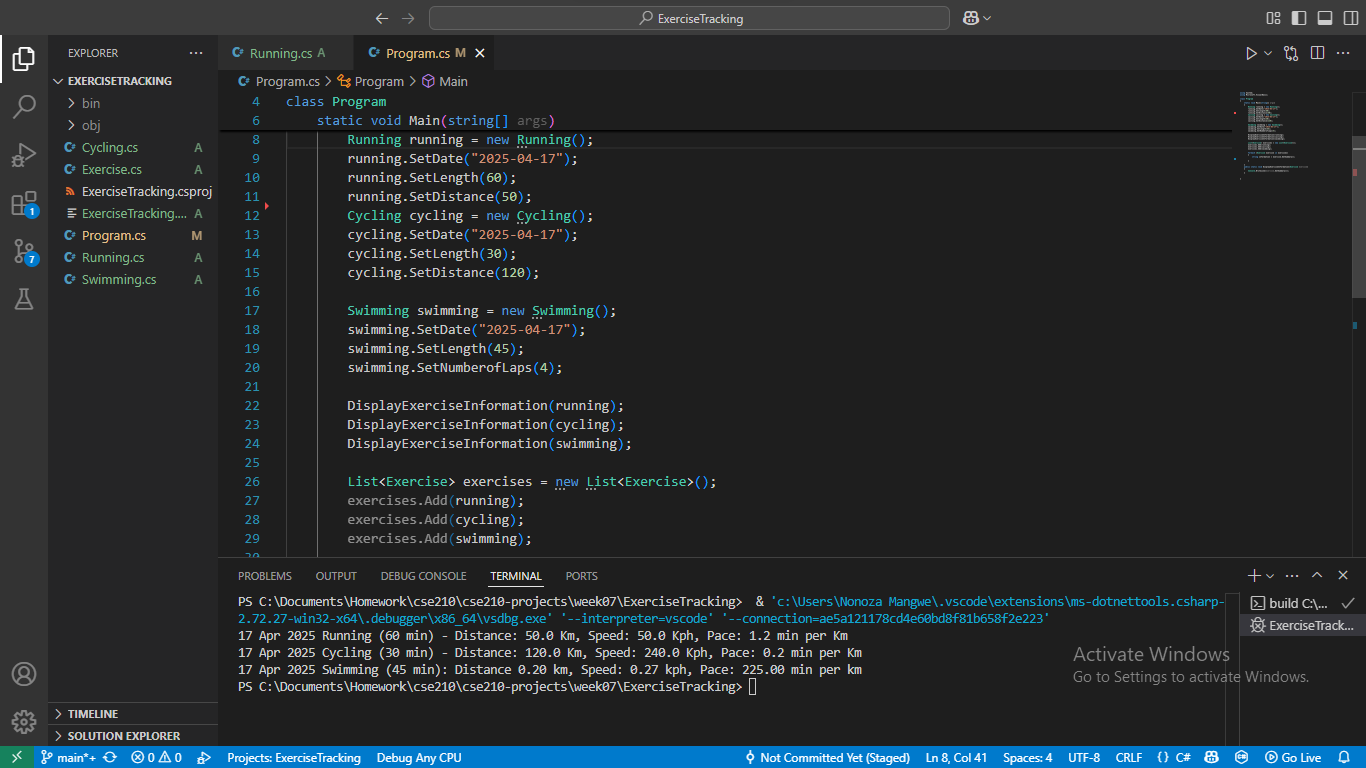 ExerciseTracking
EXPLORER
Running.cs A
Program.cs M
EXERCISETRACKING
Program.cs > Program > Main
bin
obj
Cycling.cs A
Exercise.cs A
ExerciseTracking.csproj
ExerciseTracking.... A
Program.cs M
Running.cs A
Swimming.cs A
4 class Program
6 static void Main(string[] args)
8 Running running = new Running();
9 running.SetDate("2025-04-17");
10 running.SetLength(60);
11 running.SetDistance(50);
12 Cycling cycling = new Cycling();
13 cycling.SetDate("2025-04-17");
14 cycling.SetLength(30);
15 cycling.SetDistance(120);
16
17 Swimming swimming = new Swimming();
18 swimming.SetDate("2025-04-17");
19 swimming.SetLength(45);
20 swimming.SetNumberofLaps(4);
21
22 DisplayExerciseInformation(running);
23 DisplayExerciseInformation(cycling);
24 DisplayExerciseInformation(swimming);
25
26 List<Exercise> exercises = new List<Exercise>();
27 exercises.Add(running);
28 exercises.Add(cycling);
29 exercises.Add(swimming);
1
7
PROBLEMS OUTPUT DEBUG CONSOLE TERMINAL PORTS
PS C:\Documents\Homework\cse210\cse210-projects\week07\ExerciseTracking> & 'c:\Users\Nonoza Mangwe\.vscode\extensions\ms-dotnettools.csharp-
2.72.27-win32-x64\.debugger\x86_64\vsdbg.exe' '--interpreter=vscode' '--connection=ae5a121178cd4e60bd8f81b658f2e223'
17 Apr 2025 Running (60 min) - Distance: 50.0 Km, Speed: 50.0 Kph, Pace: 1.2 min per Km
17 Apr 2025 Cycling (30 min) - Distance: 120.0 Km, Speed: 240.0 Kph, Pace: 0.2 min per Km
17 Apr 2025 Swimming (45 min): Distance 0.20 km, Speed: 0.27 kph, Pace: 225.00 min per km
PS C:\Documents\Homework\cse210\cse210-projects\week07\ExerciseTracking>
build C:\...
ExerciseTrack...
Activate Windows
Go to Settings to activate Windows.
TIMELINE
SOLUTION EXPLORER
main*+ 0 0 Projects: ExerciseTracking Debug Any CPU Not Committed Yet (Staged) Ln 8, Col 41 Spaces: 4 UTF-8 CRLF {} C# Go Live